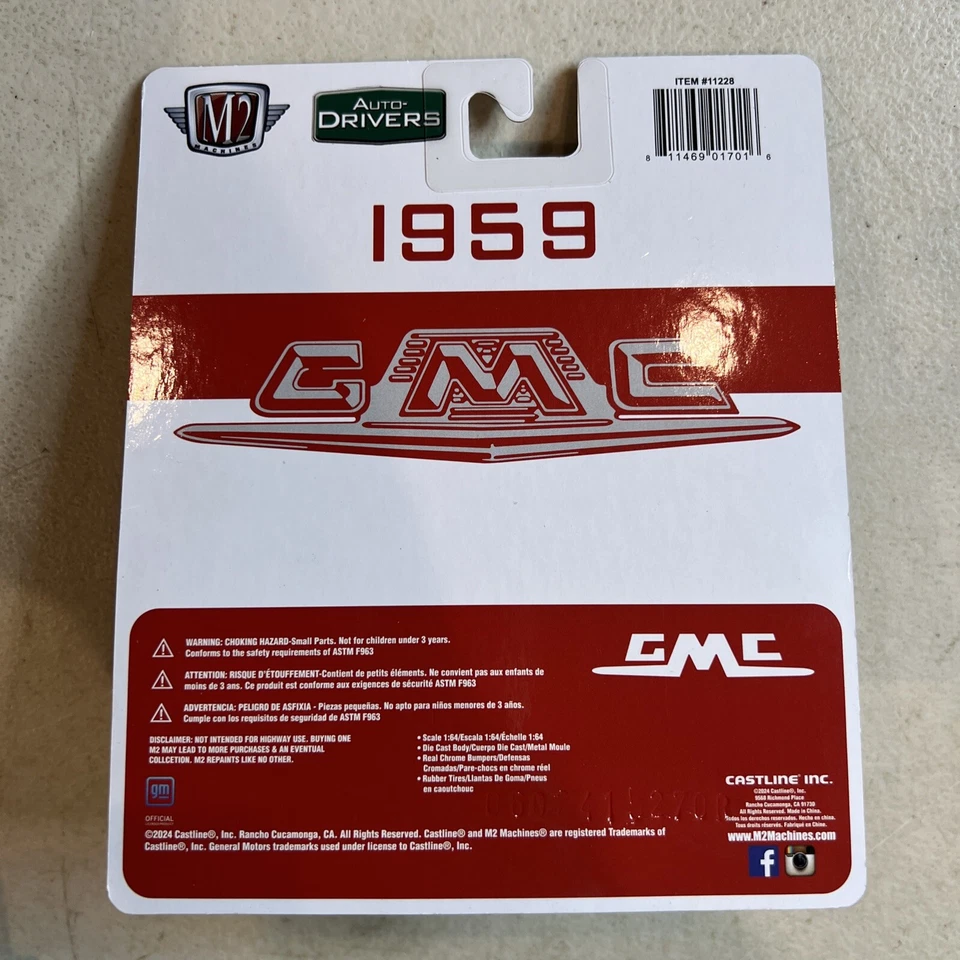 M2
MACHINES
AUTO-
DRIVERS
ITEM #11228
8 11469 01701 6
1959
GMC
WARNING: CHOKING HAZARD-Small Parts. Not for children under 3 years.
Conforms to the safety requirements of ASTM F963
ATTENTION: RISQUE D'ÉTOUFFEMENT-Contient de petits éléments. Ne convient pas aux enfants de
moins de 3 ans. Ce produit est conforme aux exigences de sécurité ASTM F963
ADVERTENCIA: PELIGRO DE ASFIXIA - Piezas pequeñas. No apto para niños menores de 3 años.
Cumple con los requisitos de seguridad de ASTM F963
GMC
DISCLAIMER: NOT INTENDED FOR HIGHWAY USE. BUYING ONE
M2 MAY LEAD TO MORE PURCHASES & AN EVENTUAL
COLLCETION. M2 REPAINTS LIKE NO OTHER.
• Scale 1:64/Escala 1:64/Échelle 1:64
• Die Cast Body/Cuerpo Die Cast/Metal Moule
• Real Chrome Bumpers/Defensas
Cromadas/Pare-chocs en chrome réel
• Rubber Tires/Llantas De Goma/Pneus
en caoutchouc
gm
OFFICIAL
LICENSED PRODUCT
CASTLINE INC.
©2024 Castline®, Inc.
9568 Richmond Place
Rancho Cucamonga, CA 91730
All Rights Reserved. Made in China.
Todos los derechos reservados. Hecho en china.
Tous droits réservés. Fabriqué en Chine.
www.M2Machines.com
©2024 Castline®, Inc. Rancho Cucamonga, CA. All Rights Reserved. Castline® and M2 Machines® are registered Trademarks of
Castline®, Inc. General Motors trademarks used under license to Castline®, Inc.
f